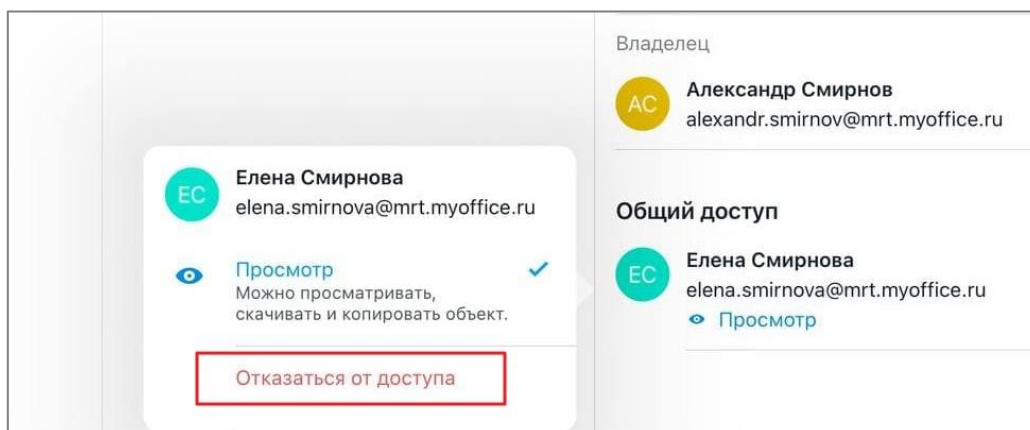 Владелец
АС
Александр Смирнов
alexandr.smirnov@mrt.myoffice.ru
Общий доступ
ЕС
Елена Смирнова
elena.smirnova@mrt.myoffice.ru
Просмотр
ЕС
Елена Смирнова
elena.smirnova@mrt.myoffice.ru
Просмотр
Можно просматривать,
скачивать и копировать объект.
Отказаться от доступа